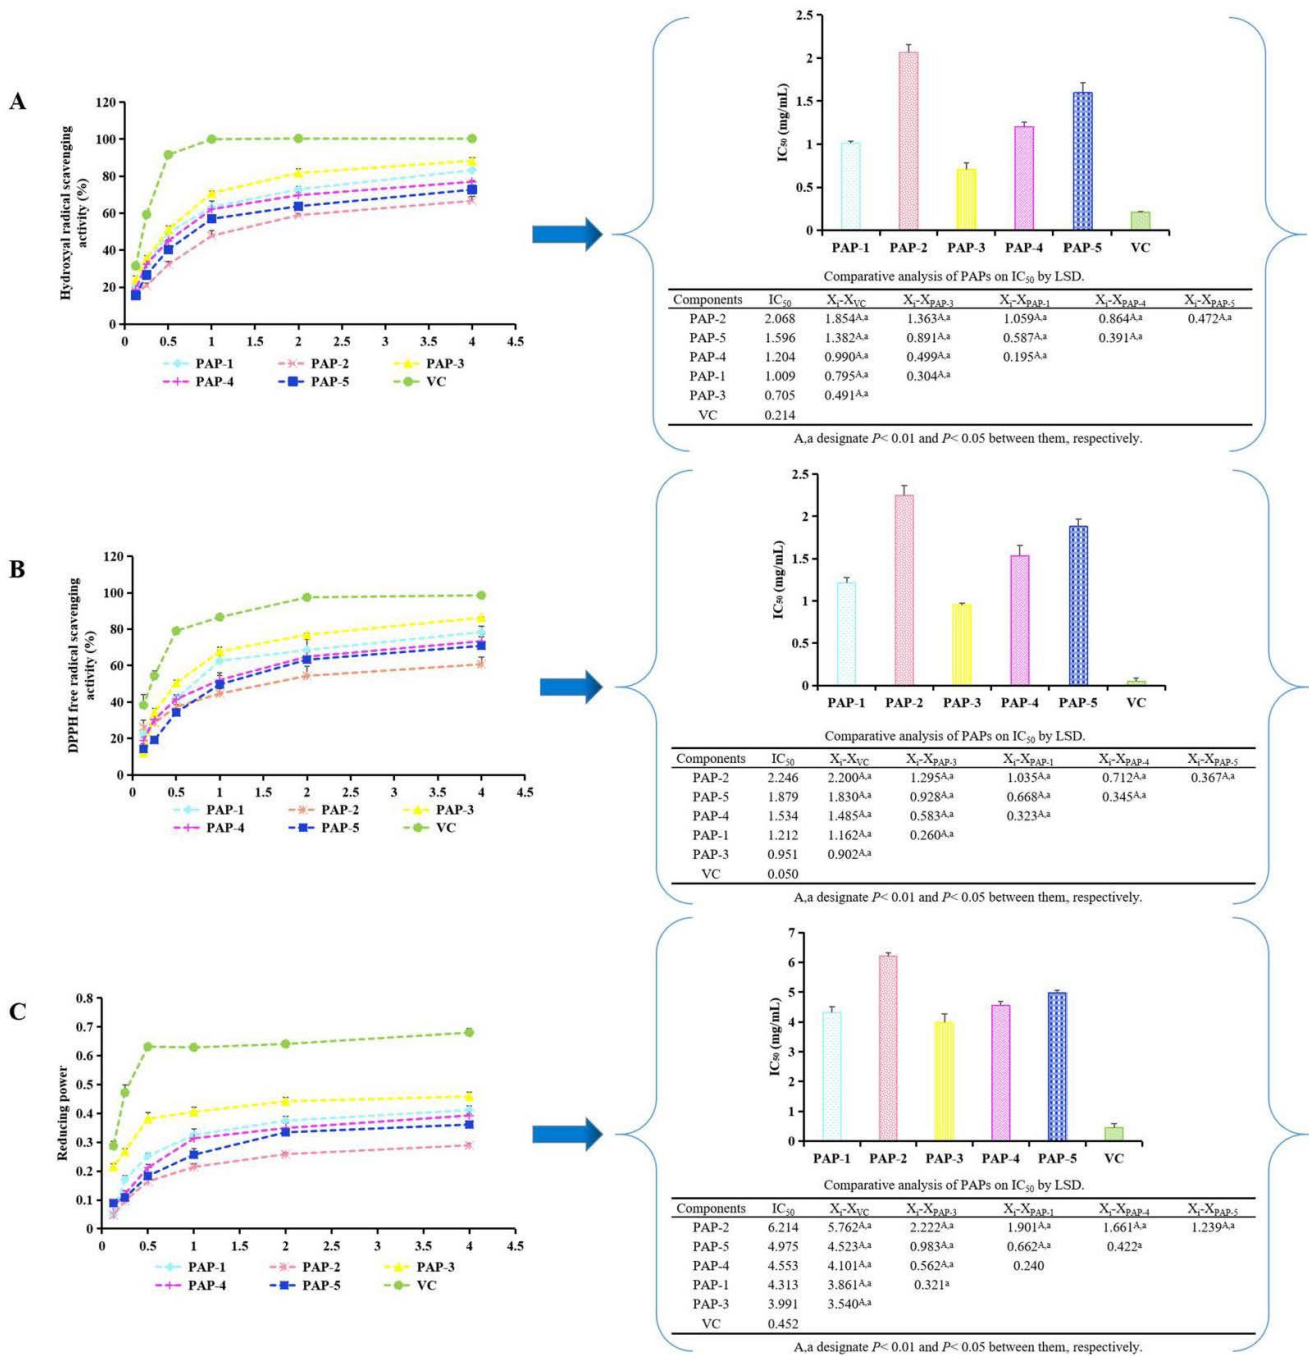 A
Hydroxyal radical scavenging
activity (%)
120
100
80
60
40
20
0
0 0.5 1 1.5 2 2.5 3 3.5 4 4.5
PAP-1 PAP-2 PAP-3
PAP-4 PAP-5 VC
IC₅₀ (mg/mL)
2.5
2
1.5
1
0.5
0
PAP-1 PAP-2 PAP-3 PAP-4 PAP-5 VC
Comparative analysis of PAPs on IC₅₀ by LSD.
Components IC₅₀ Xᵢ-X_VC Xᵢ-X_PAP-3 Xᵢ-X_PAP-1 Xᵢ-X_PAP-4 Xᵢ-X_PAP-5
PAP-2 2.068 1.854A,a 1.363A,a 1.059A,a 0.864A,a 0.472A,a
PAP-5 1.596 1.382A,a 0.891A,a 0.587A,a 0.391A,a
PAP-4 1.204 0.990A,a 0.499A,a 0.195A,a
PAP-1 1.009 0.795A,a 0.304A,a
PAP-3 0.705 0.491A,a
VC 0.214
A,a designate P< 0.01 and P< 0.05 between them, respectively.
B
DPPH free radical scavenging
activity (%)
120
100
80
60
40
20
0
0 0.5 1 1.5 2 2.5 3 3.5 4 4.5
PAP-1 PAP-2 PAP-3
PAP-4 PAP-5 VC
IC₅₀ (mg/mL)
2.5
2
1.5
1
0.5
0
PAP-1 PAP-2 PAP-3 PAP-4 PAP-5 VC
Comparative analysis of PAPs on IC₅₀ by LSD.
Components IC₅₀ Xᵢ-X_VC Xᵢ-X_PAP-3 Xᵢ-X_PAP-1 Xᵢ-X_PAP-4 Xᵢ-X_PAP-5
PAP-2 2.246 2.200A,a 1.295A,a 1.035A,a 0.712A,a 0.367A,a
PAP-5 1.879 1.830A,a 0.928A,a 0.668A,a 0.345A,a
PAP-4 1.534 1.485A,a 0.583A,a 0.323A,a
PAP-1 1.212 1.162A,a 0.260A,a
PAP-3 0.951 0.902A,a
VC 0.050
A,a designate P< 0.01 and P< 0.05 between them, respectively.
C
Reducing power
0.8
0.7
0.6
0.5
0.4
0.3
0.2
0.1
0
0 0.5 1 1.5 2 2.5 3 3.5 4 4.5
PAP-1 PAP-2 PAP-3
PAP-4 PAP-5 VC
IC₅₀ (mg/mL)
7
6
5
4
3
2
1
0
PAP-1 PAP-2 PAP-3 PAP-4 PAP-5 VC
Comparative analysis of PAPs on IC₅₀ by LSD.
Components IC₅₀ Xᵢ-X_VC Xᵢ-X_PAP-3 Xᵢ-X_PAP-1 Xᵢ-X_PAP-4 Xᵢ-X_PAP-5
PAP-2 6.214 5.762A,a 2.222A,a 1.901A,a 1.661A,a 1.239A,a
PAP-5 4.975 4.523A,a 0.983A,a 0.662A,a 0.422a
PAP-4 4.553 4.101A,a 0.562A,a 0.240
PAP-1 4.313 3.861A,a 0.321a
PAP-3 3.991 3.540A,a
VC 0.452
A,a designate P< 0.01 and P< 0.05 between them, respectively.